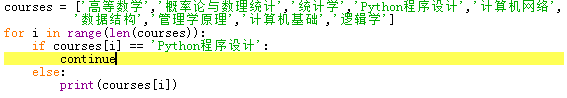 courses = ['高等数学','概率论与数理统计','统计学','Python程序设计','计算机网络',
'数据结构','管理学原理','计算机基础','逻辑学']
for i in range(len(courses)):
if courses[i] == 'Python程序设计':
continue
else:
print(courses[i])